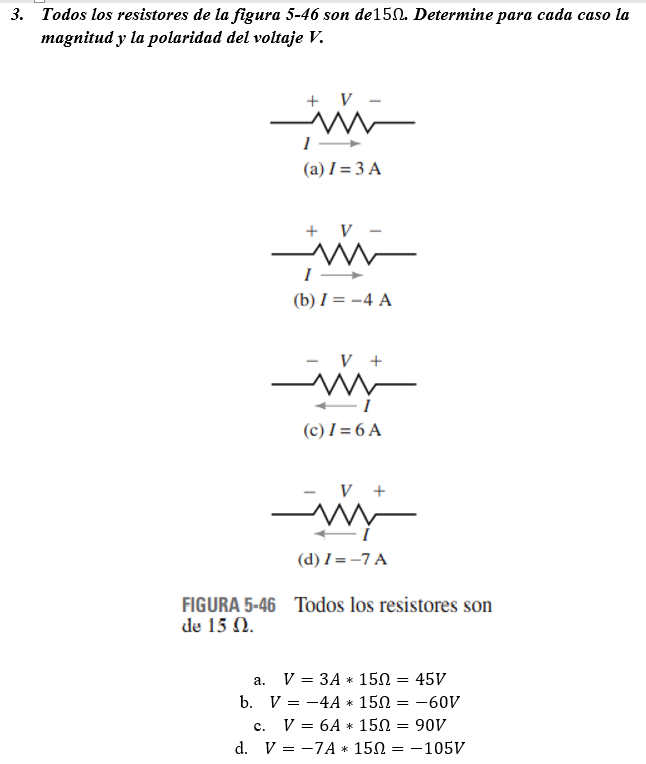 3. Todos los resistores de la figura 5-46 son de15Ω. Determine para cada caso la
magnitud y la polaridad del voltaje V.
+ V −
I
(a) I = 3 A
+ V −
I
(b) I = −4 A
− V +
I
(c) I = 6 A
− V +
I
(d) I = −7 A
FIGURA 5-46 Todos los resistores son
de 15 Ω.
a. V = 3A * 15Ω = 45V
b. V = −4A * 15Ω = −60V
c. V = 6A * 15Ω = 90V
d. V = −7A * 15Ω = −105V